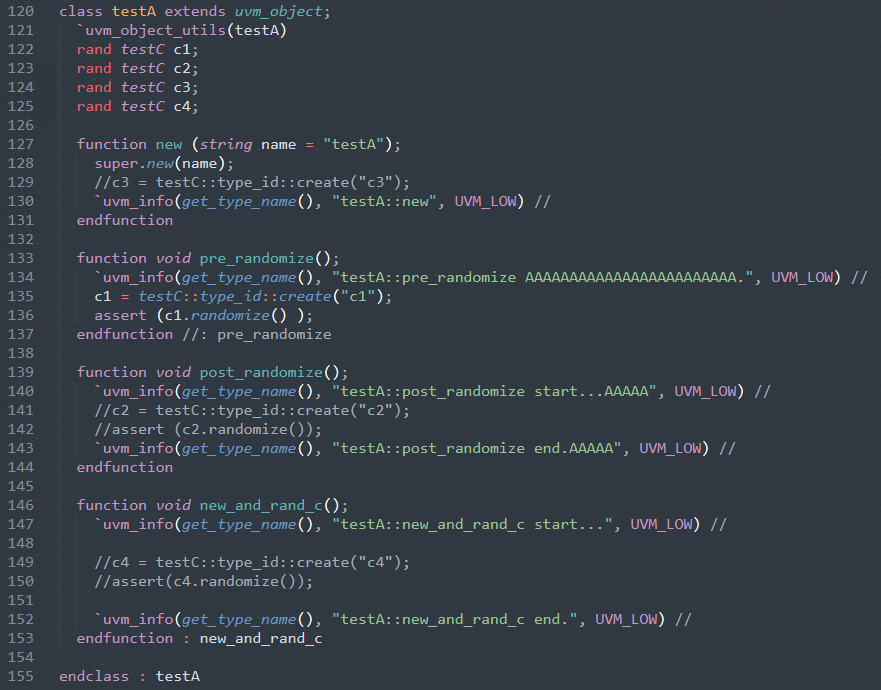 120 class testA extends uvm_object;
121 `uvm_object_utils(testA)
122 rand testC c1;
123 rand testC c2;
124 rand testC c3;
125 rand testC c4;
126
127 function new (string name = "testA");
128 super.new(name);
129 //c3 = testC::type_id::create("c3");
130 `uvm_info(get_type_name(), "testA::new", UVM_LOW) //
131 endfunction
132
133 function void pre_randomize();
134 `uvm_info(get_type_name(), "testA::pre_randomize AAAAAAAAAAAAAAAAAAAAAAAA.", UVM_LOW) //
135 c1 = testC::type_id::create("c1");
136 assert (c1.randomize() );
137 endfunction //: pre_randomize
138
139 function void post_randomize();
140 `uvm_info(get_type_name(), "testA::post_randomize start...AAAAA", UVM_LOW) //
141 //c2 = testC::type_id::create("c2");
142 //assert (c2.randomize());
143 `uvm_info(get_type_name(), "testA::post_randomize end.AAAAA", UVM_LOW) //
144 endfunction
145
146 function void new_and_rand_c();
147 `uvm_info(get_type_name(), "testA::new_and_rand_c start...", UVM_LOW) //
148
149 //c4 = testC::type_id::create("c4");
150 //assert(c4.randomize());
151
152 `uvm_info(get_type_name(), "testA::new_and_rand_c end.", UVM_LOW) //
153 endfunction : new_and_rand_c
154
155 endclass : testA